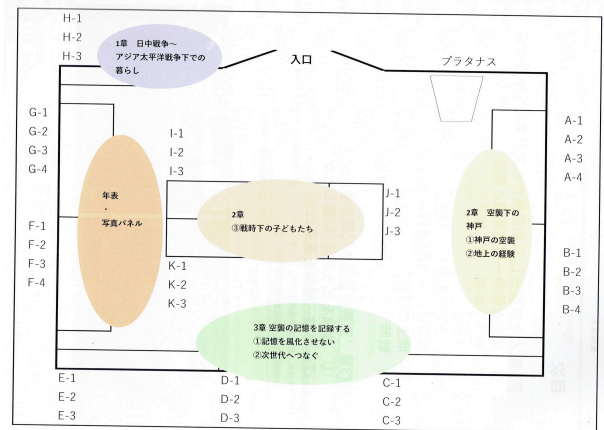 H-1
H-2
H-3
1章　日中戦争～
アジア太平洋戦争下での
暮らし
入口
プラタナス
G-1
G-2
G-3
G-4
A-1
A-2
A-3
A-4
I-1
I-2
I-3
年表
・
写真パネル
F-1
F-2
F-3
F-4
2章
③戦時下の子どもたち
J-1
J-2
J-3
2章　空襲下の
神戸
①神戸の空襲
②地上の経験
B-1
B-2
B-3
B-4
K-1
K-2
K-3
3章 空襲の記憶を記録する
①記憶を風化させない
②次世代へつなぐ
E-1
E-2
E-3
D-1
D-2
D-3
C-1
C-2
C-3